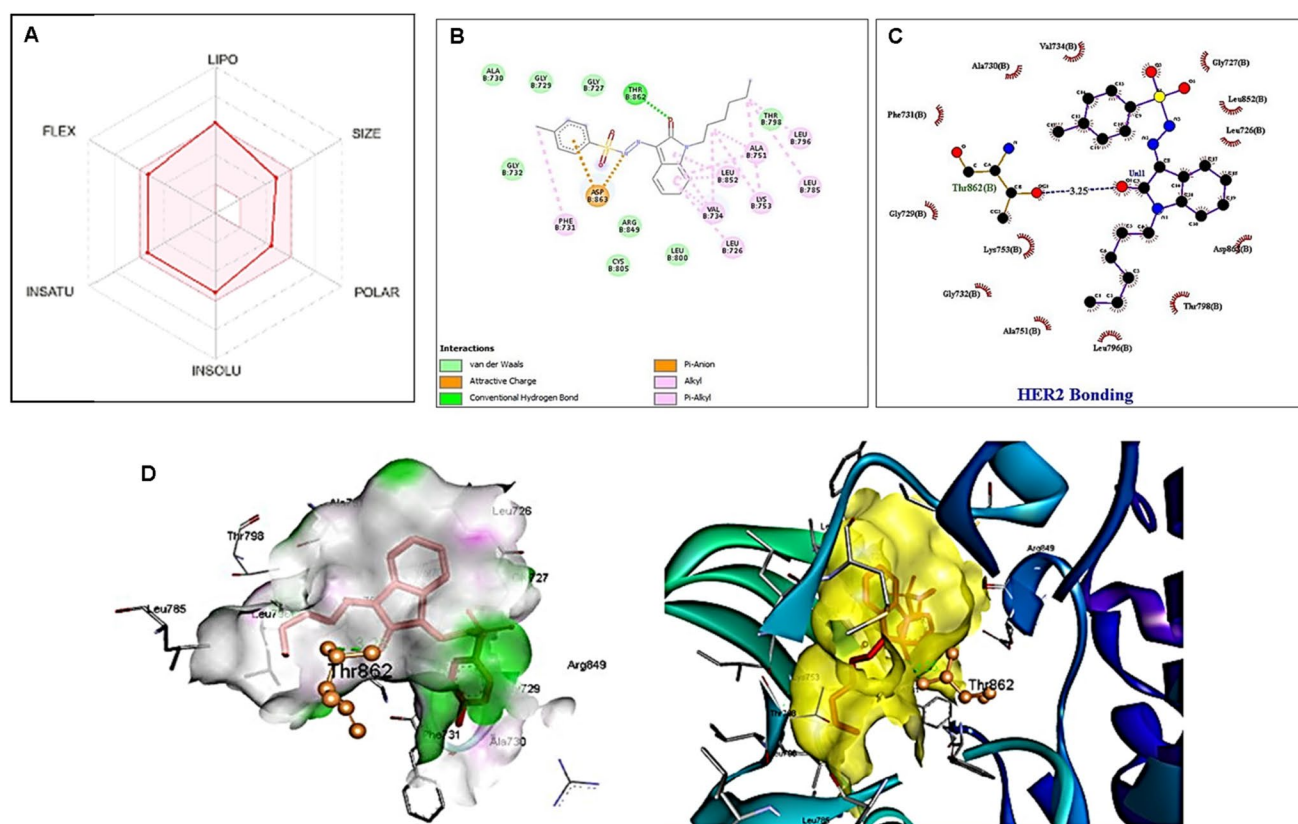 A
LIPO
FLEX
SIZE
INSATU
POLAR
INSOLU
B
ALA
B:730
GLY
B:729
GLY
B:727
THR
B:862
THR
B:798
LEU
B:796
ALA
B:751
GLY
B:732
LEU
B:852
LEU
B:785
ASP
B:863
LYS
B:753
VAL
B:734
PHE
B:731
ARG
B:849
LEU
B:726
LEU
B:800
CYS
B:805
Interactions
van der Waals
Attractive Charge
Conventional Hydrogen Bond
Pi-Anion
Alkyl
Pi-Alkyl
C
Val734(B)
Gly727(B)
Ala730(B)
Leu852(B)
Phe731(B)
Leu726(B)
Unl1
Thr862(B)
3.25
Gly729(B)
Lys753(B)
Gly732(B)
Thr798(B)
Ala751(B)
Leu796(B)
HER2 Bonding
D
Leu726
Thr798
Leu785
Thr862
Arg849
Ala730
Arg849
Thr862
Leu785